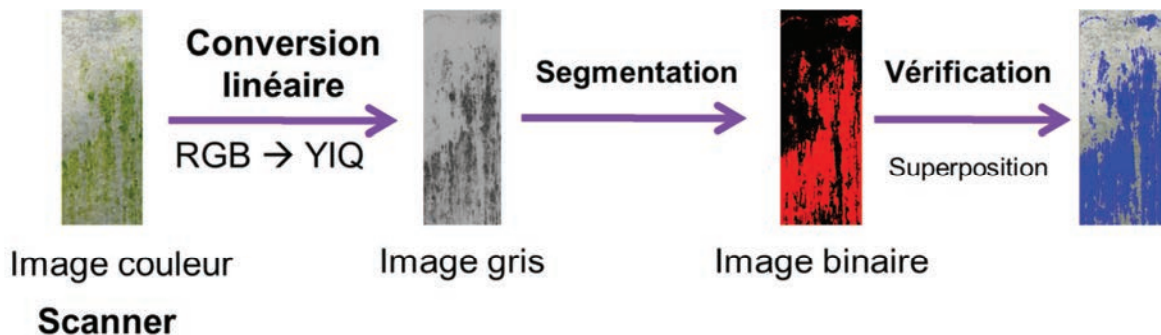 Conversion
linéaire
RGB → YIQ
Segmentation
Vérification
Superposition
Image couleur
Image gris
Image binaire
Scanner